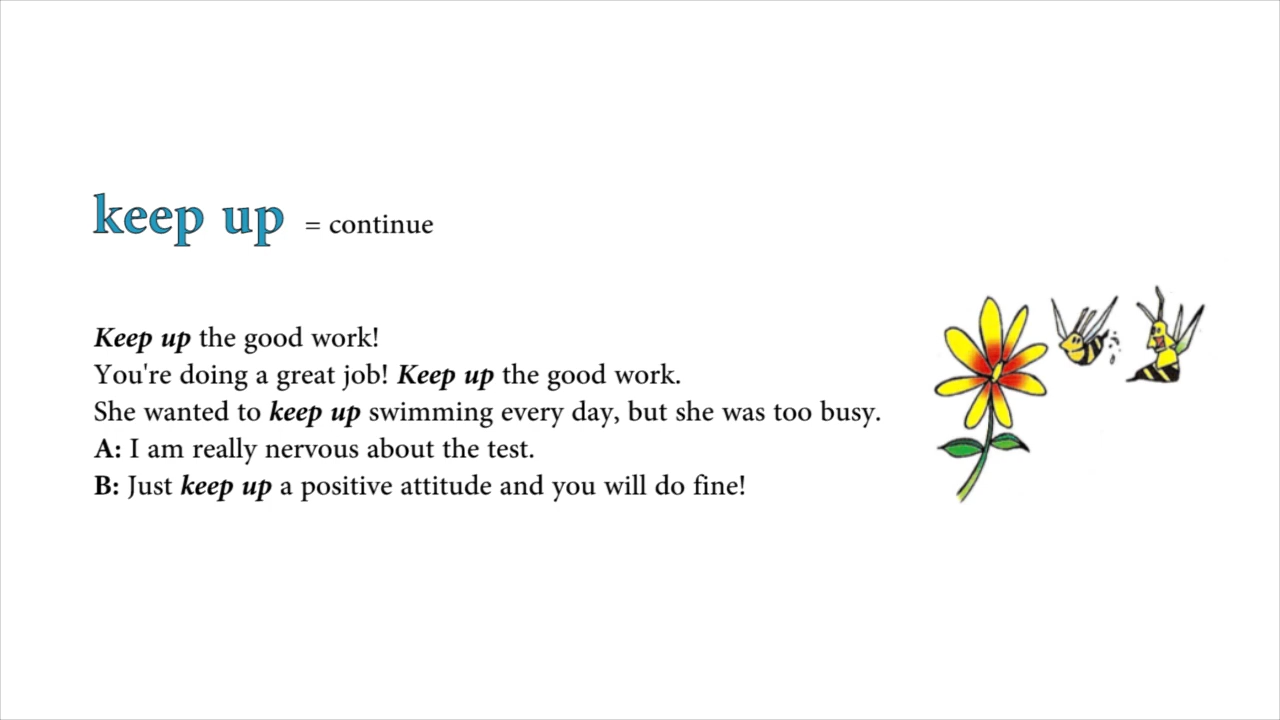 keep up = continue
Keep up the good work!
You're doing a great job! Keep up the good work.
She wanted to keep up swimming every day, but she was too busy.
A: I am really nervous about the test.
B: Just keep up a positive attitude and you will do fine!